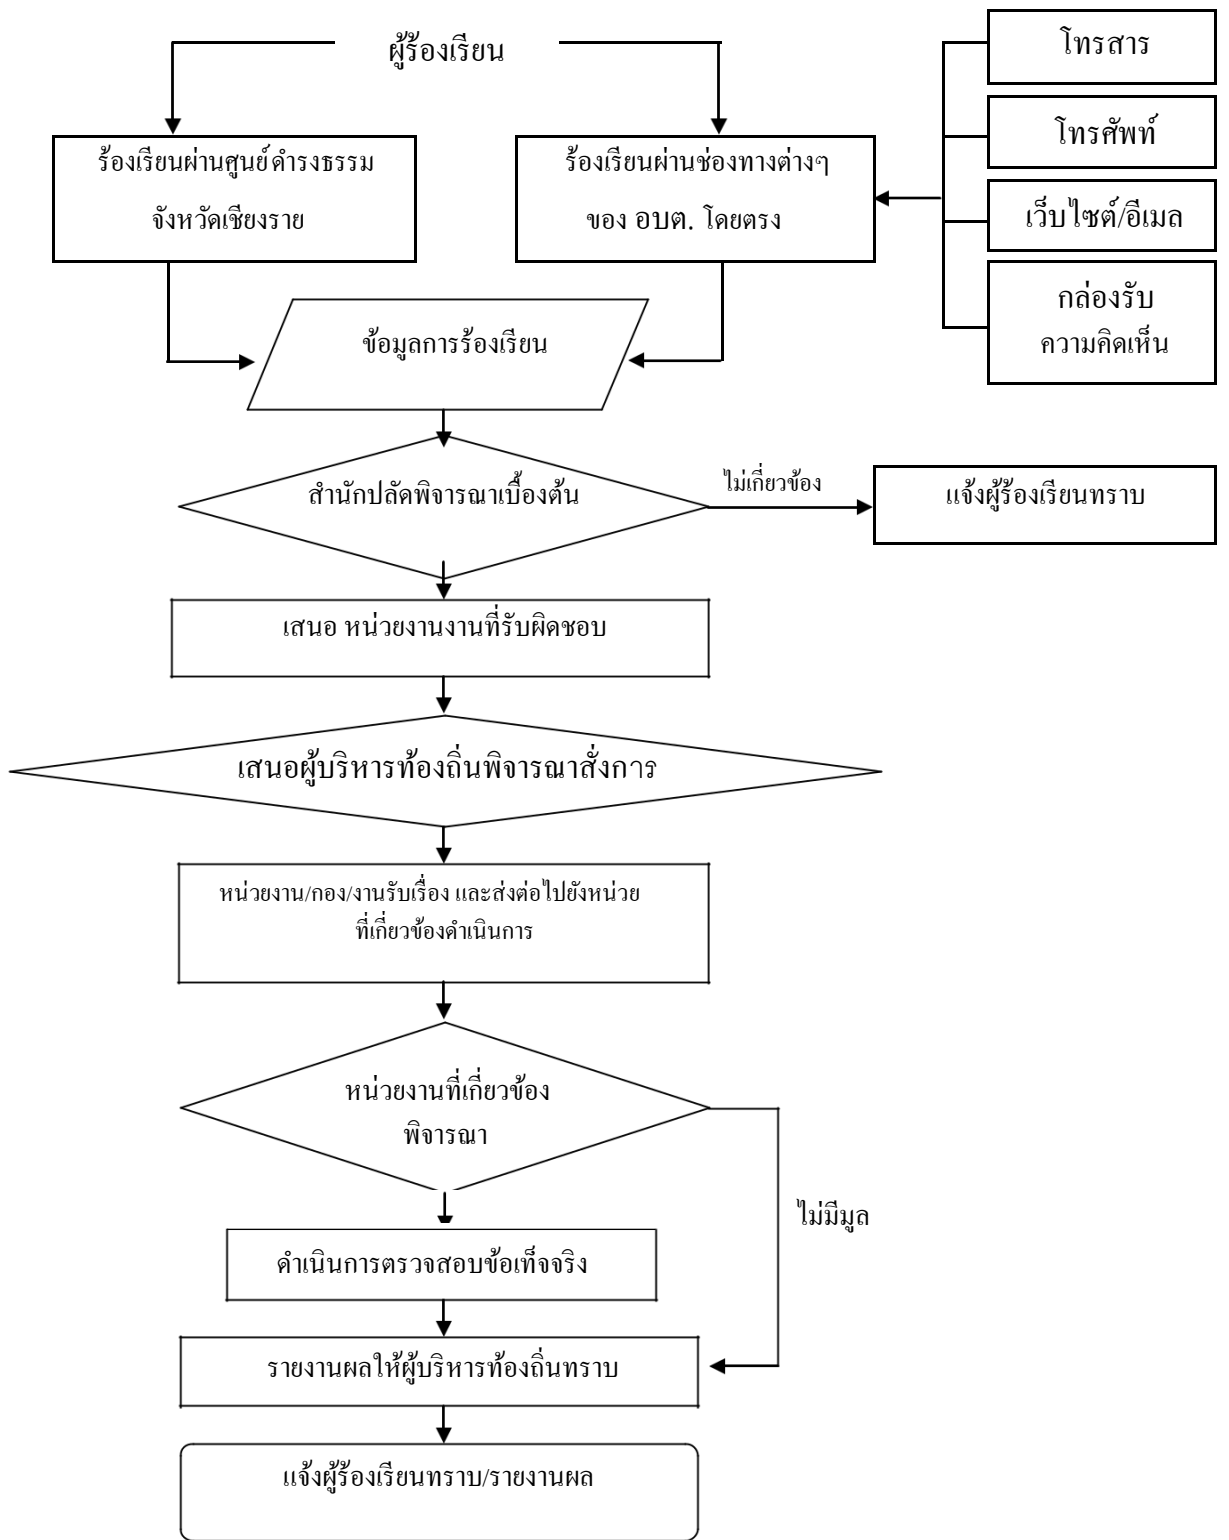 ผู้ร้องเรียน
โทรสาร
โทรศัพท์
เว็บไซต์/อีเมล
กล่องรับ
ความคิดเห็น
ร้องเรียนผ่านศูนย์ดำรงธรรม
จังหวัดเชียงราย
ร้องเรียนผ่านช่องทางต่างๆ
ของ อบต. โดยตรง
ข้อมูลการร้องเรียน
สำนักปลัดพิจารณาเบื้องต้น
ไม่เกี่ยวข้อง
แจ้งผู้ร้องเรียนทราบ
เสนอ หน่วยงานงานที่รับผิดชอบ
เสนอผู้บริหารท้องถิ่นพิจารณาสั่งการ
หน่วยงาน/กอง/งานรับเรื่อง และส่งต่อไปยังหน่วย
ที่เกี่ยวข้องดำเนินการ
หน่วยงานที่เกี่ยวข้อง
พิจารณา
ไม่มีมูล
ดำเนินการตรวจสอบข้อเท็จจริง
รายงานผลให้ผู้บริหารท้องถิ่นทราบ
แจ้งผู้ร้องเรียนทราบ/รายงานผล